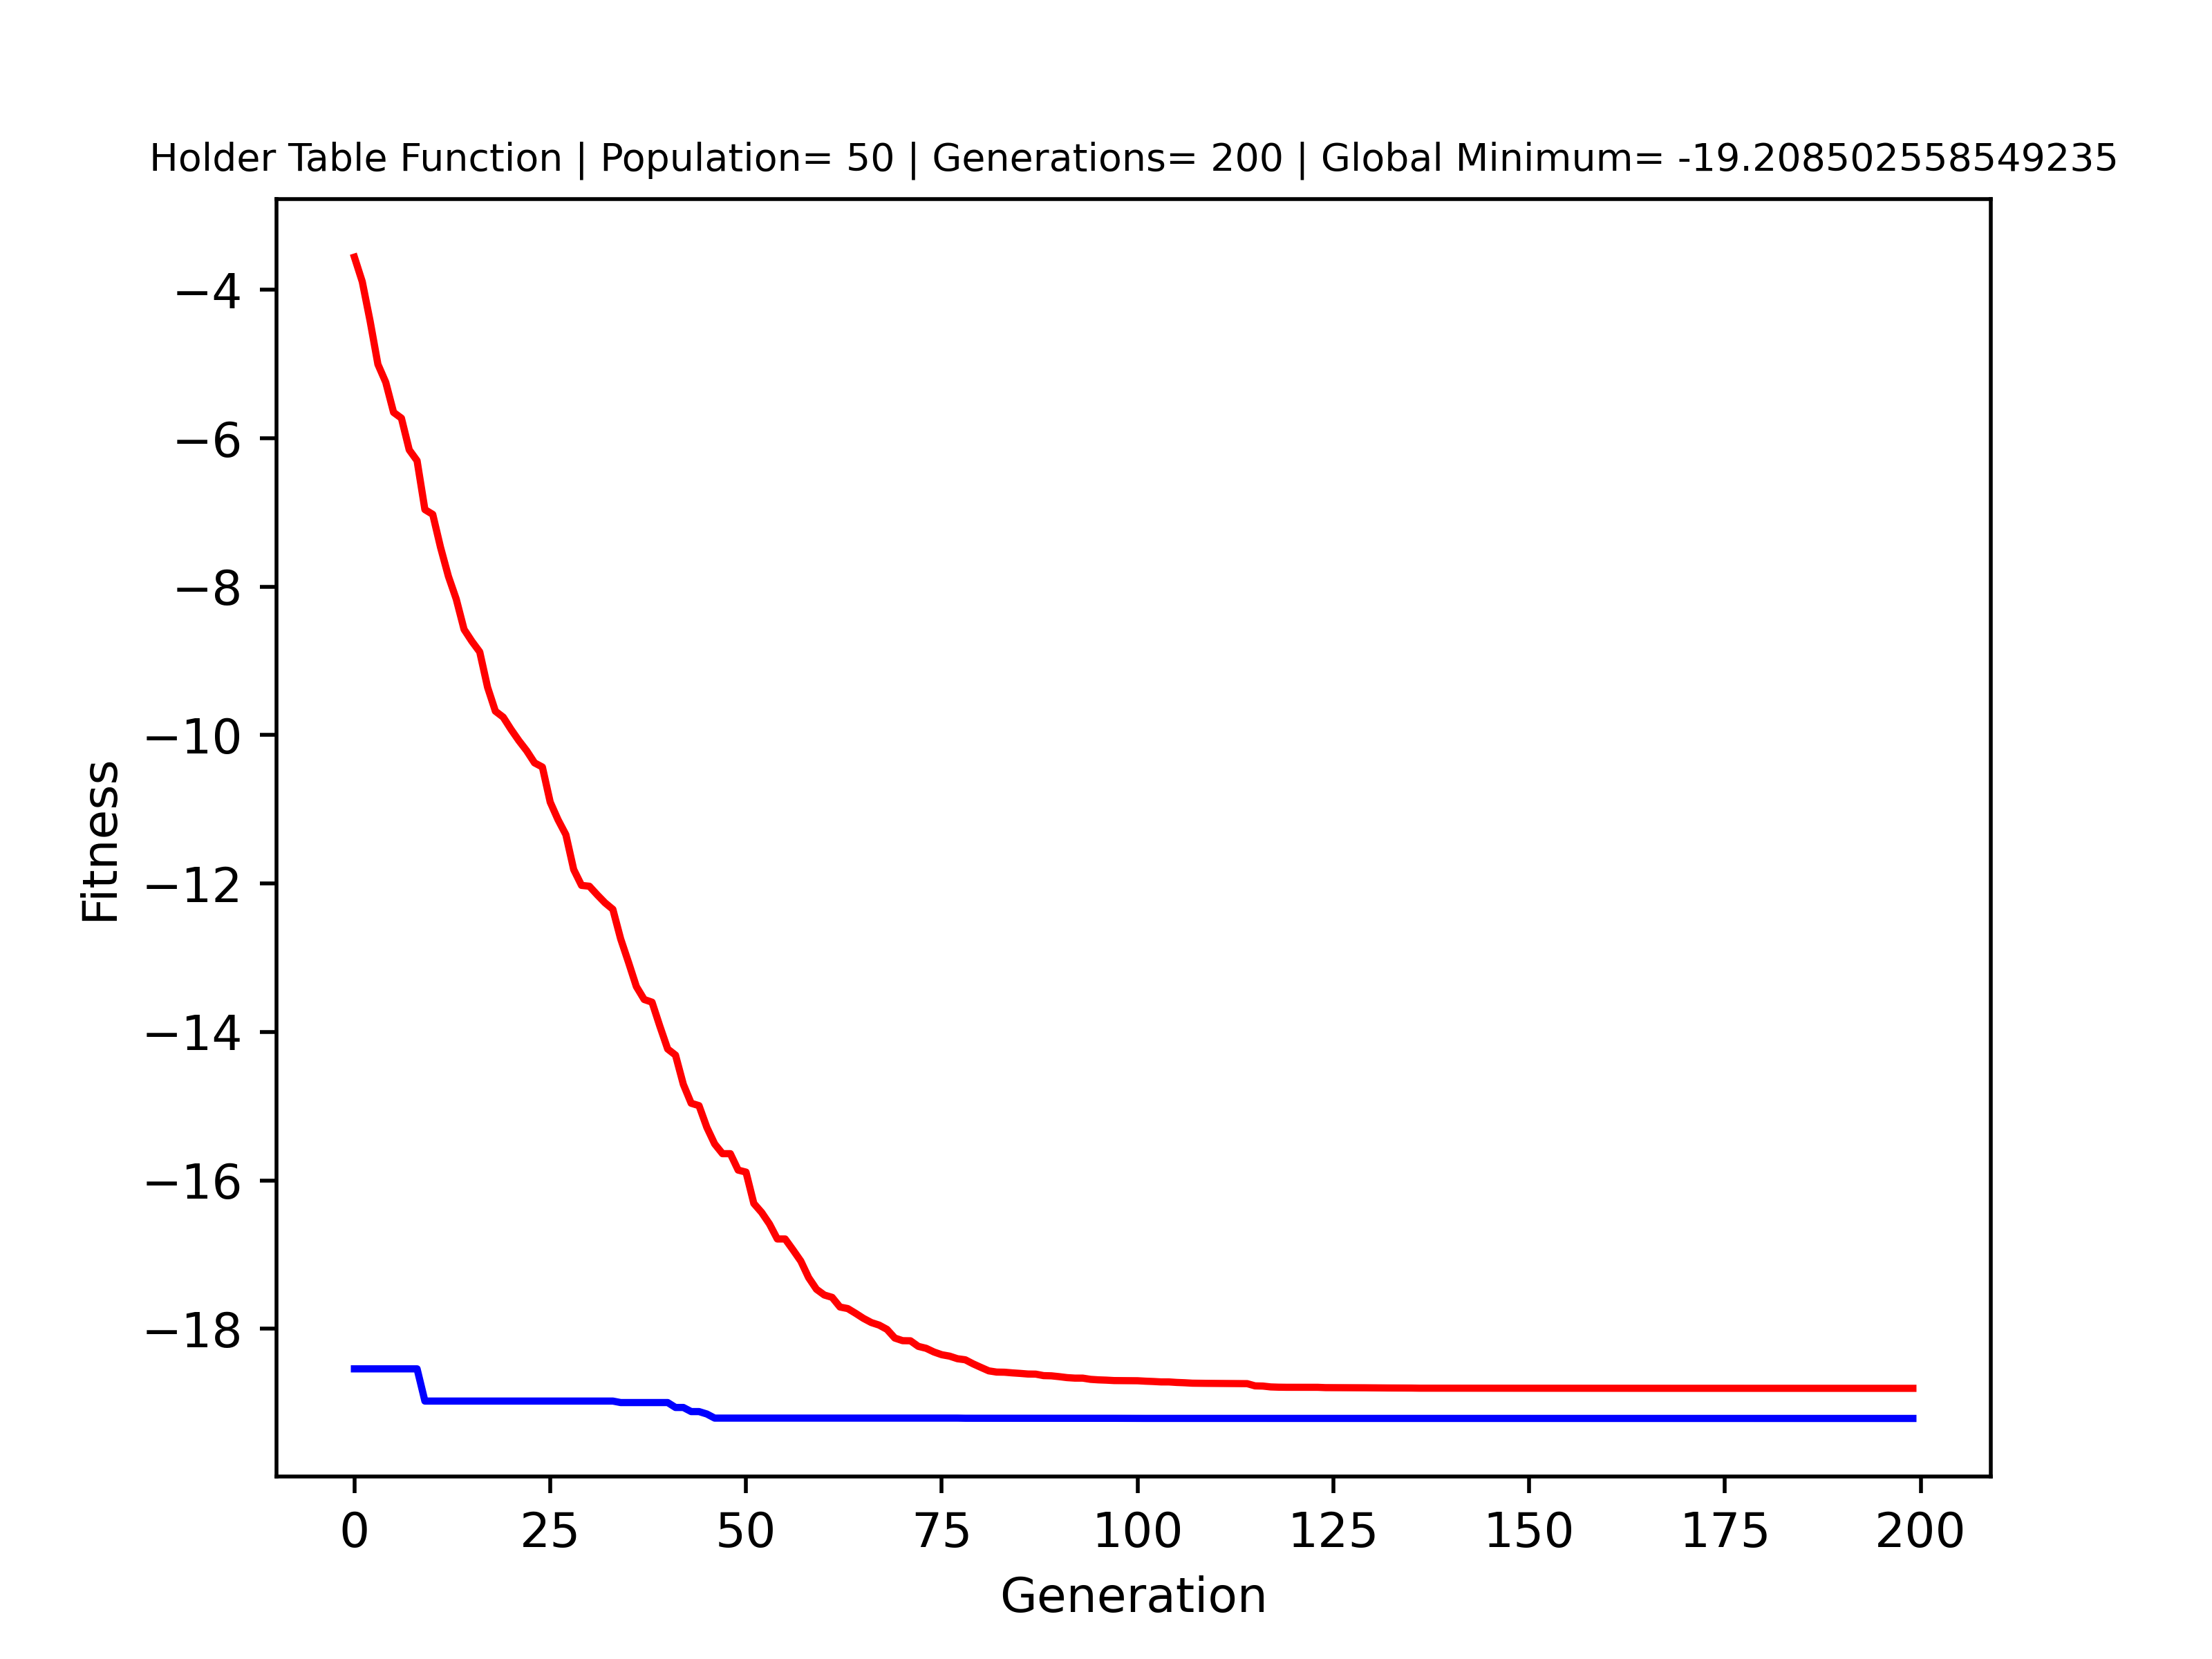 Holder Table Function | Population= 50 | Generations= 200 | Global Minimum= -19.208502558549235
−4
−6
−8
−10
−12
−14
−16
−18
Fitness
0 25 50 75 100 125 150 175 200
Generation